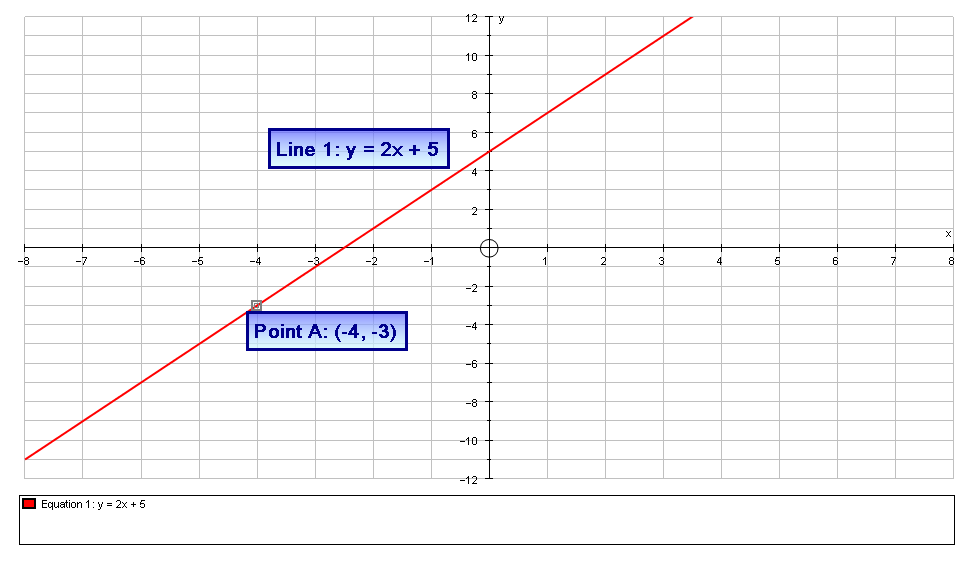 12 y
10
8
6
Line 1: y = 2x + 5
4
2
x
−8 −7 −6 −5 −4 −3 −2 −1 1 2 3 4 5 6 7 8
−2
Point A: (-4, -3)
−4
−6
−8
−10
−12
Equation 1: y = 2x + 5